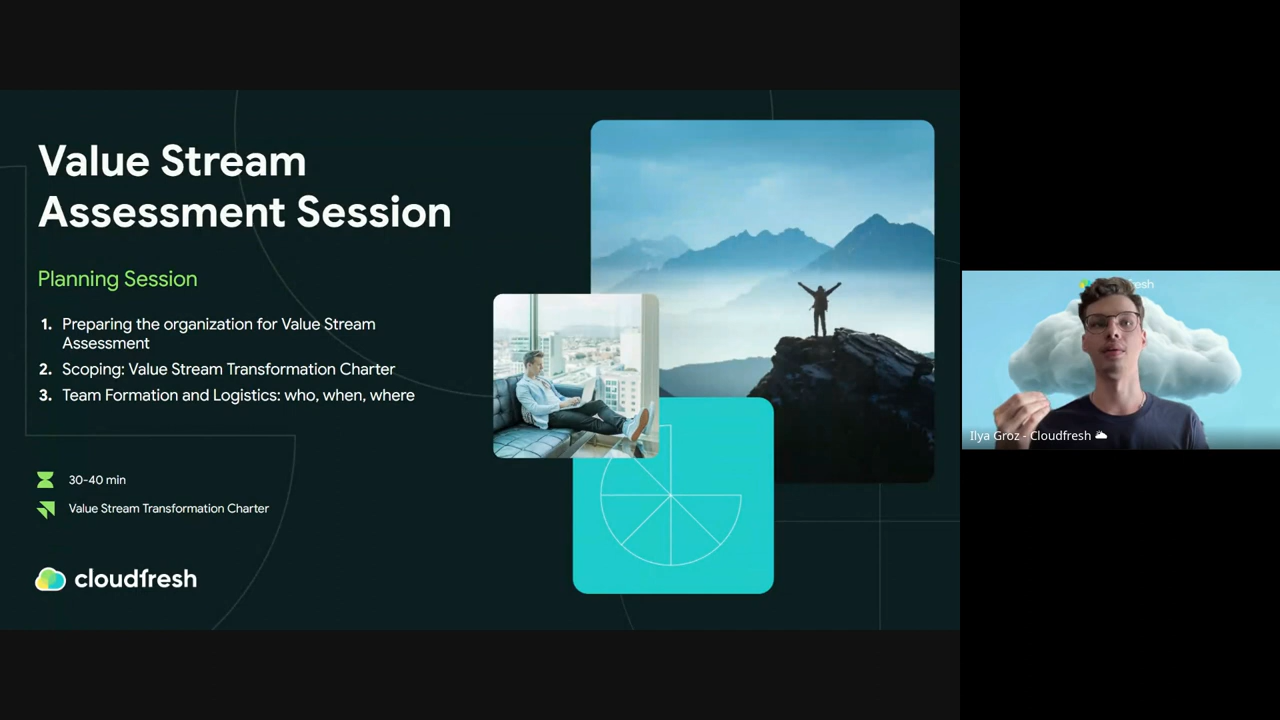 Value Stream
Assessment Session
Planning Session
1. Preparing the organization for Value Stream
Assessment
2. Scoping: Value Stream Transformation Charter
3. Team Formation and Logistics: who, when, where
30-40 min
Value Stream Transformation Charter
cloudfresh
Ilya Groz - Cloudfresh